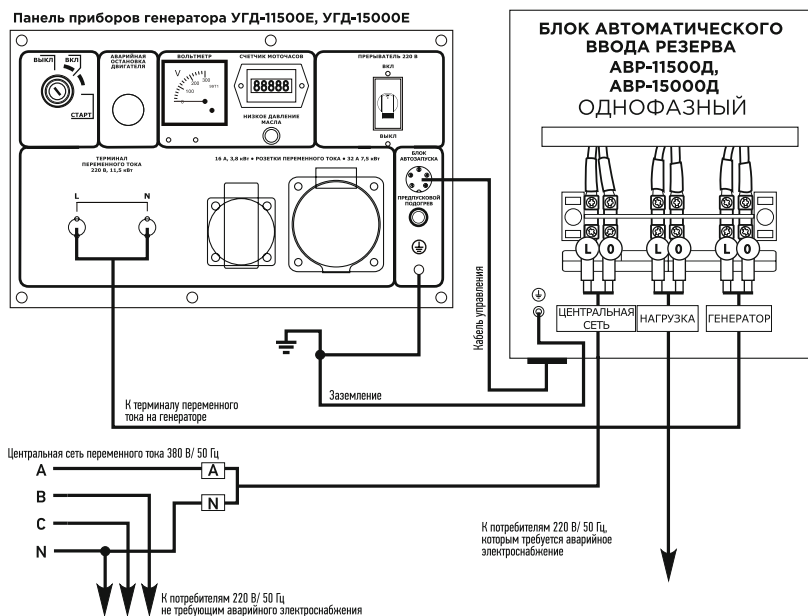 Панель приборов генератора УГД-11500Е, УГД-15000Е
ВЫКЛ
ВКЛ
СТАРТ
АВАРИЙНАЯ
ОСТАНОВКА
ДВИГАТЕЛЯ
ВОЛЬТМЕТР
V
0
100
200
300
СЧЕТЧИК МОТОЧАСОВ
88888
НИЗКОЕ ДАВЛЕНИЕ
МАСЛА
ПРЕРЫВАТЕЛЬ 220 В
ВКЛ
ВЫКЛ
ТЕРМИНАЛ
ПЕРЕМЕННОГО ТОКА
220 В, 11,5 кВт
L
N
16 А, 3,8 кВт • РОЗЕТКИ ПЕРЕМЕННОГО ТОКА • 32 А 7,5 кВт
БЛОК
АВТОЗАПУСКА
ПРЕДПУСКОВОЙ
ПОДОГРЕВ
БЛОК АВТОМАТИЧЕСКОГО
ВВОДА РЕЗЕРВА
АВР-11500Д,
АВР-15000Д
ОДНОФАЗНЫЙ
L
0
L
0
L
0
ЦЕНТРАЛЬНАЯ
СЕТЬ
НАГРУЗКА
ГЕНЕРАТОР
Кабель управления
Заземление
К терминалу переменного
тока на генераторе
Центральная сеть переменного тока 380 В/ 50 Гц
A
A
B
N
C
N
К потребителям 220 В/ 50 Гц,
которым требуется аварийное
электроснабжение
К потребителям 220 В/ 50 Гц
не требующим аварийного электроснабжения